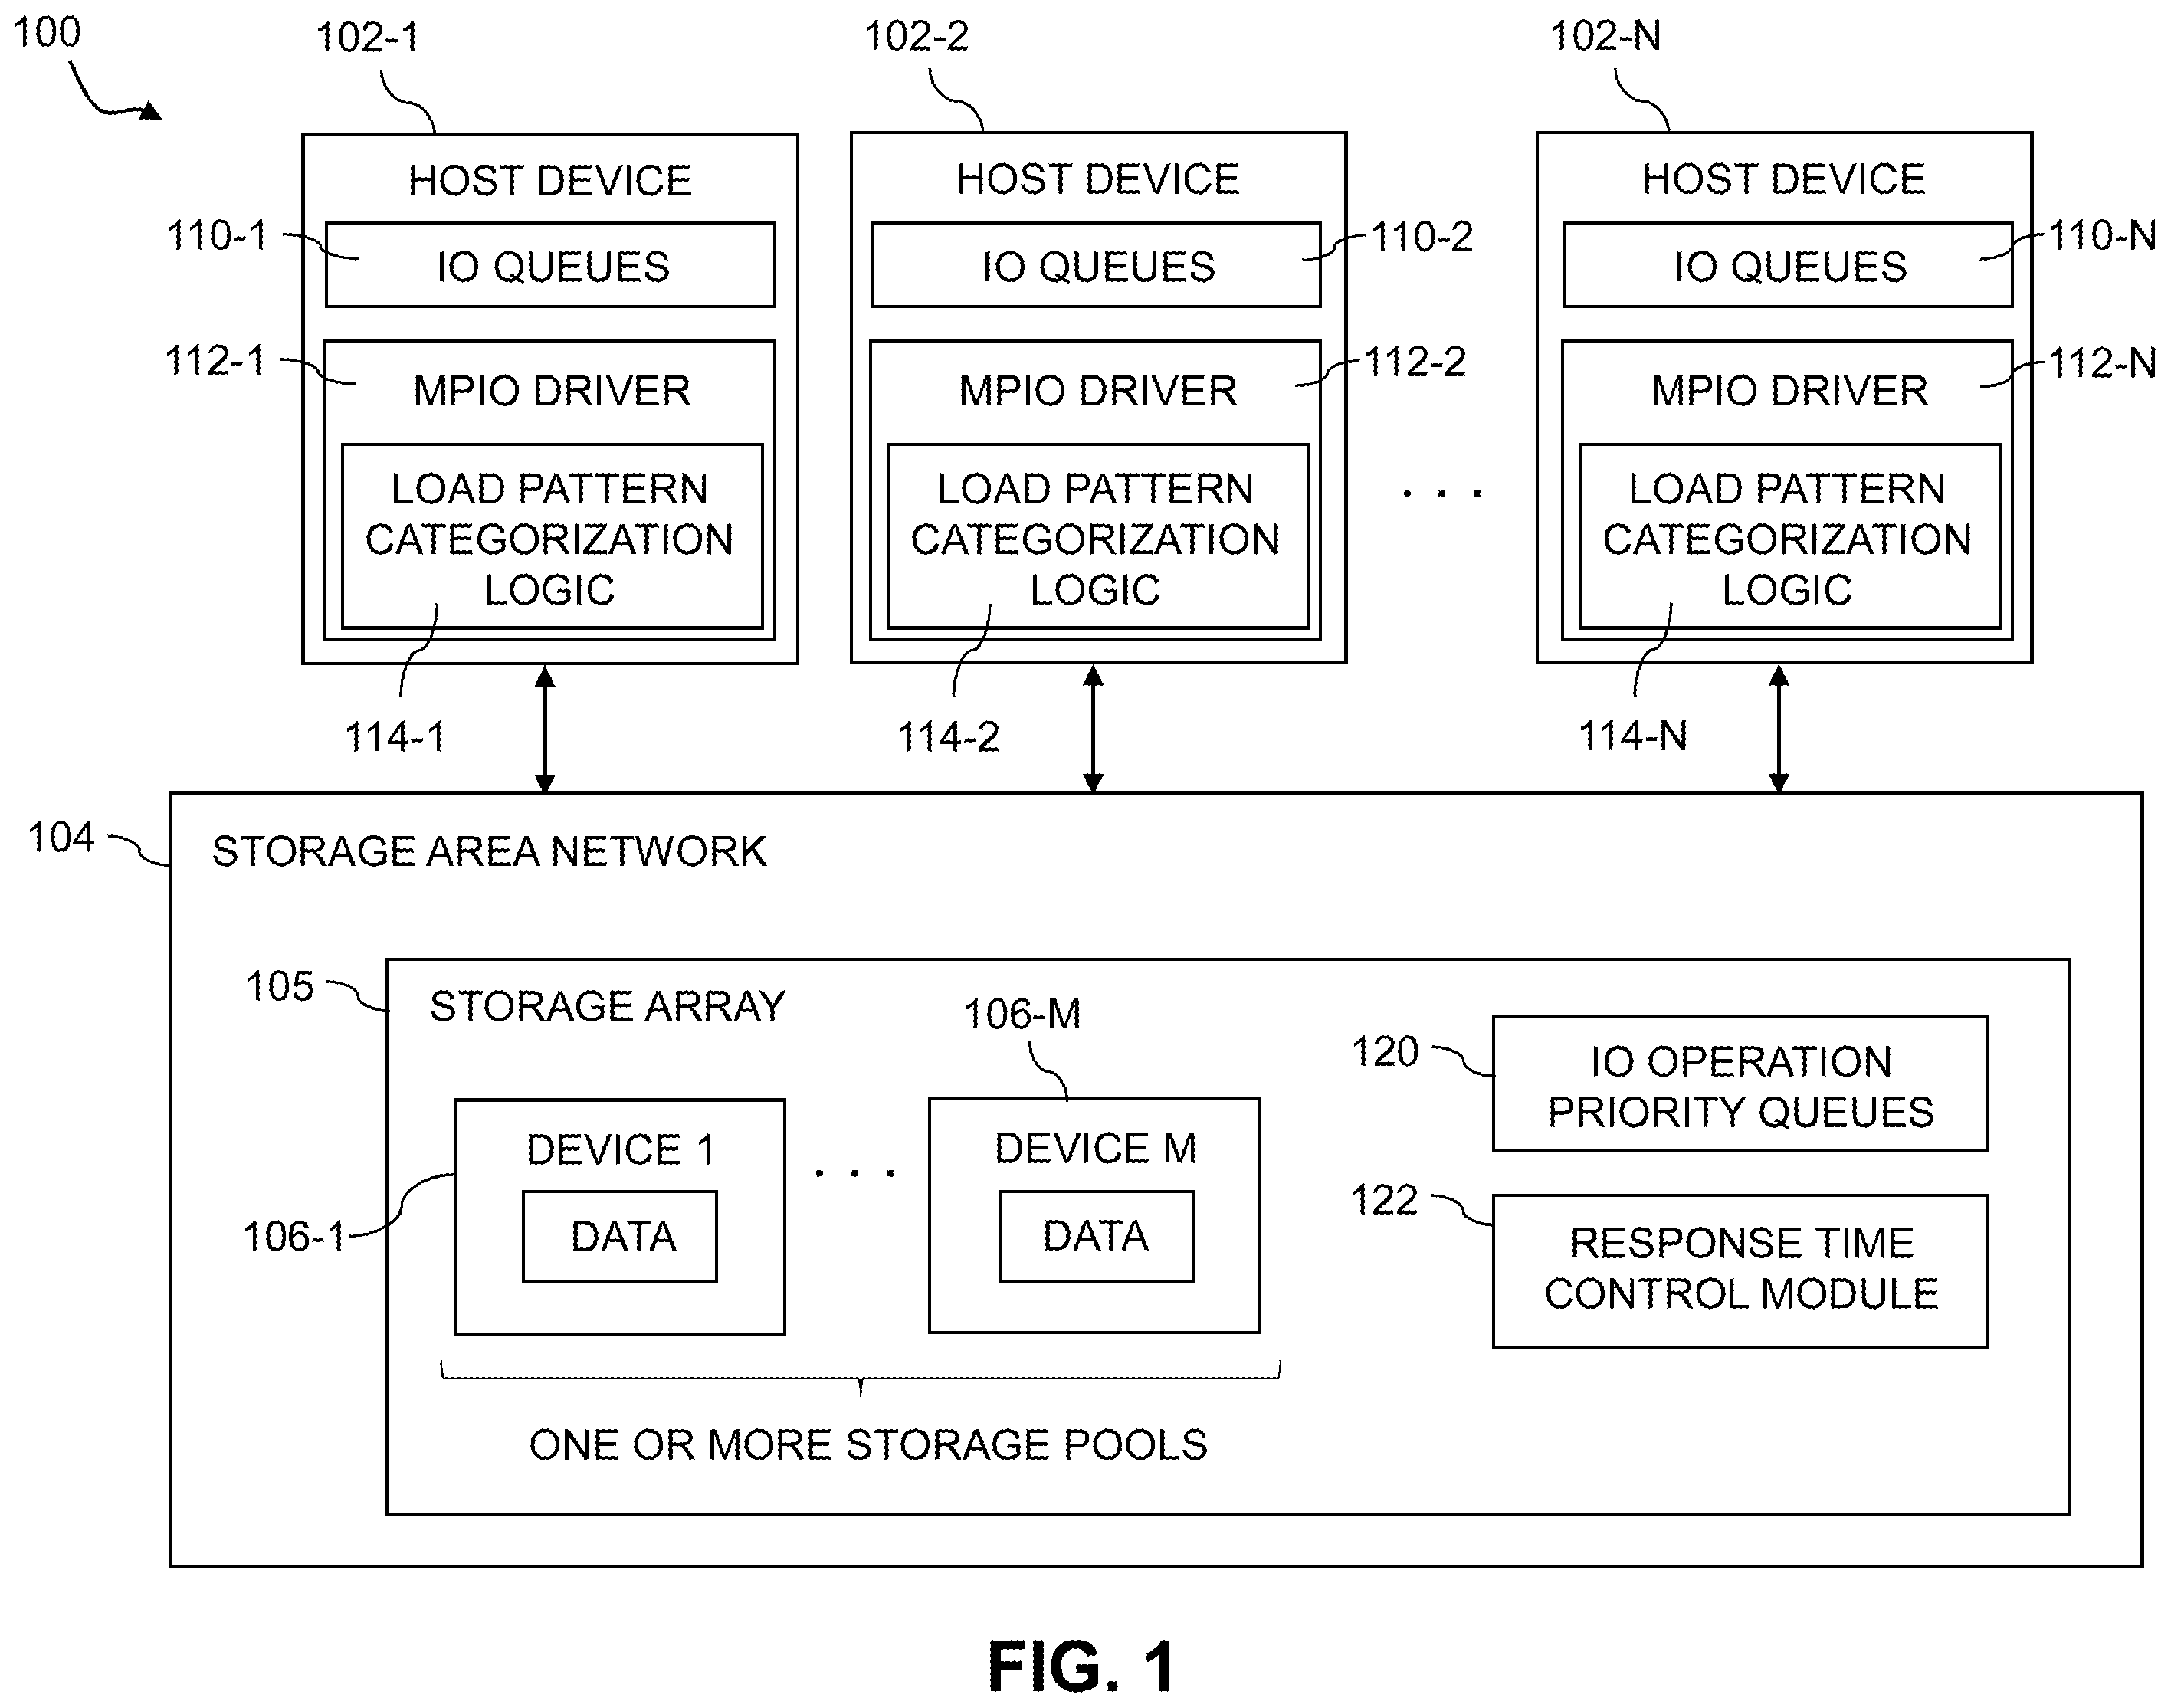 100
102-1
102-2
102-N
HOST DEVICE
HOST DEVICE
HOST DEVICE
110-1
IO QUEUES
IO QUEUES
110-2
IO QUEUES
110-N
112-1
MPIO DRIVER
MPIO DRIVER
112-2
MPIO DRIVER
112-N
LOAD PATTERN
CATEGORIZATION
LOGIC
LOAD PATTERN
CATEGORIZATION
LOGIC
. . .
LOAD PATTERN
CATEGORIZATION
LOGIC
114-1
114-2
114-N
104
STORAGE AREA NETWORK
105
STORAGE ARRAY
106-M
DEVICE 1
DATA
106-1
. . .
DEVICE M
DATA
120
IO OPERATION
PRIORITY QUEUES
122
RESPONSE TIME
CONTROL MODULE
ONE OR MORE STORAGE POOLS
FIG. 1